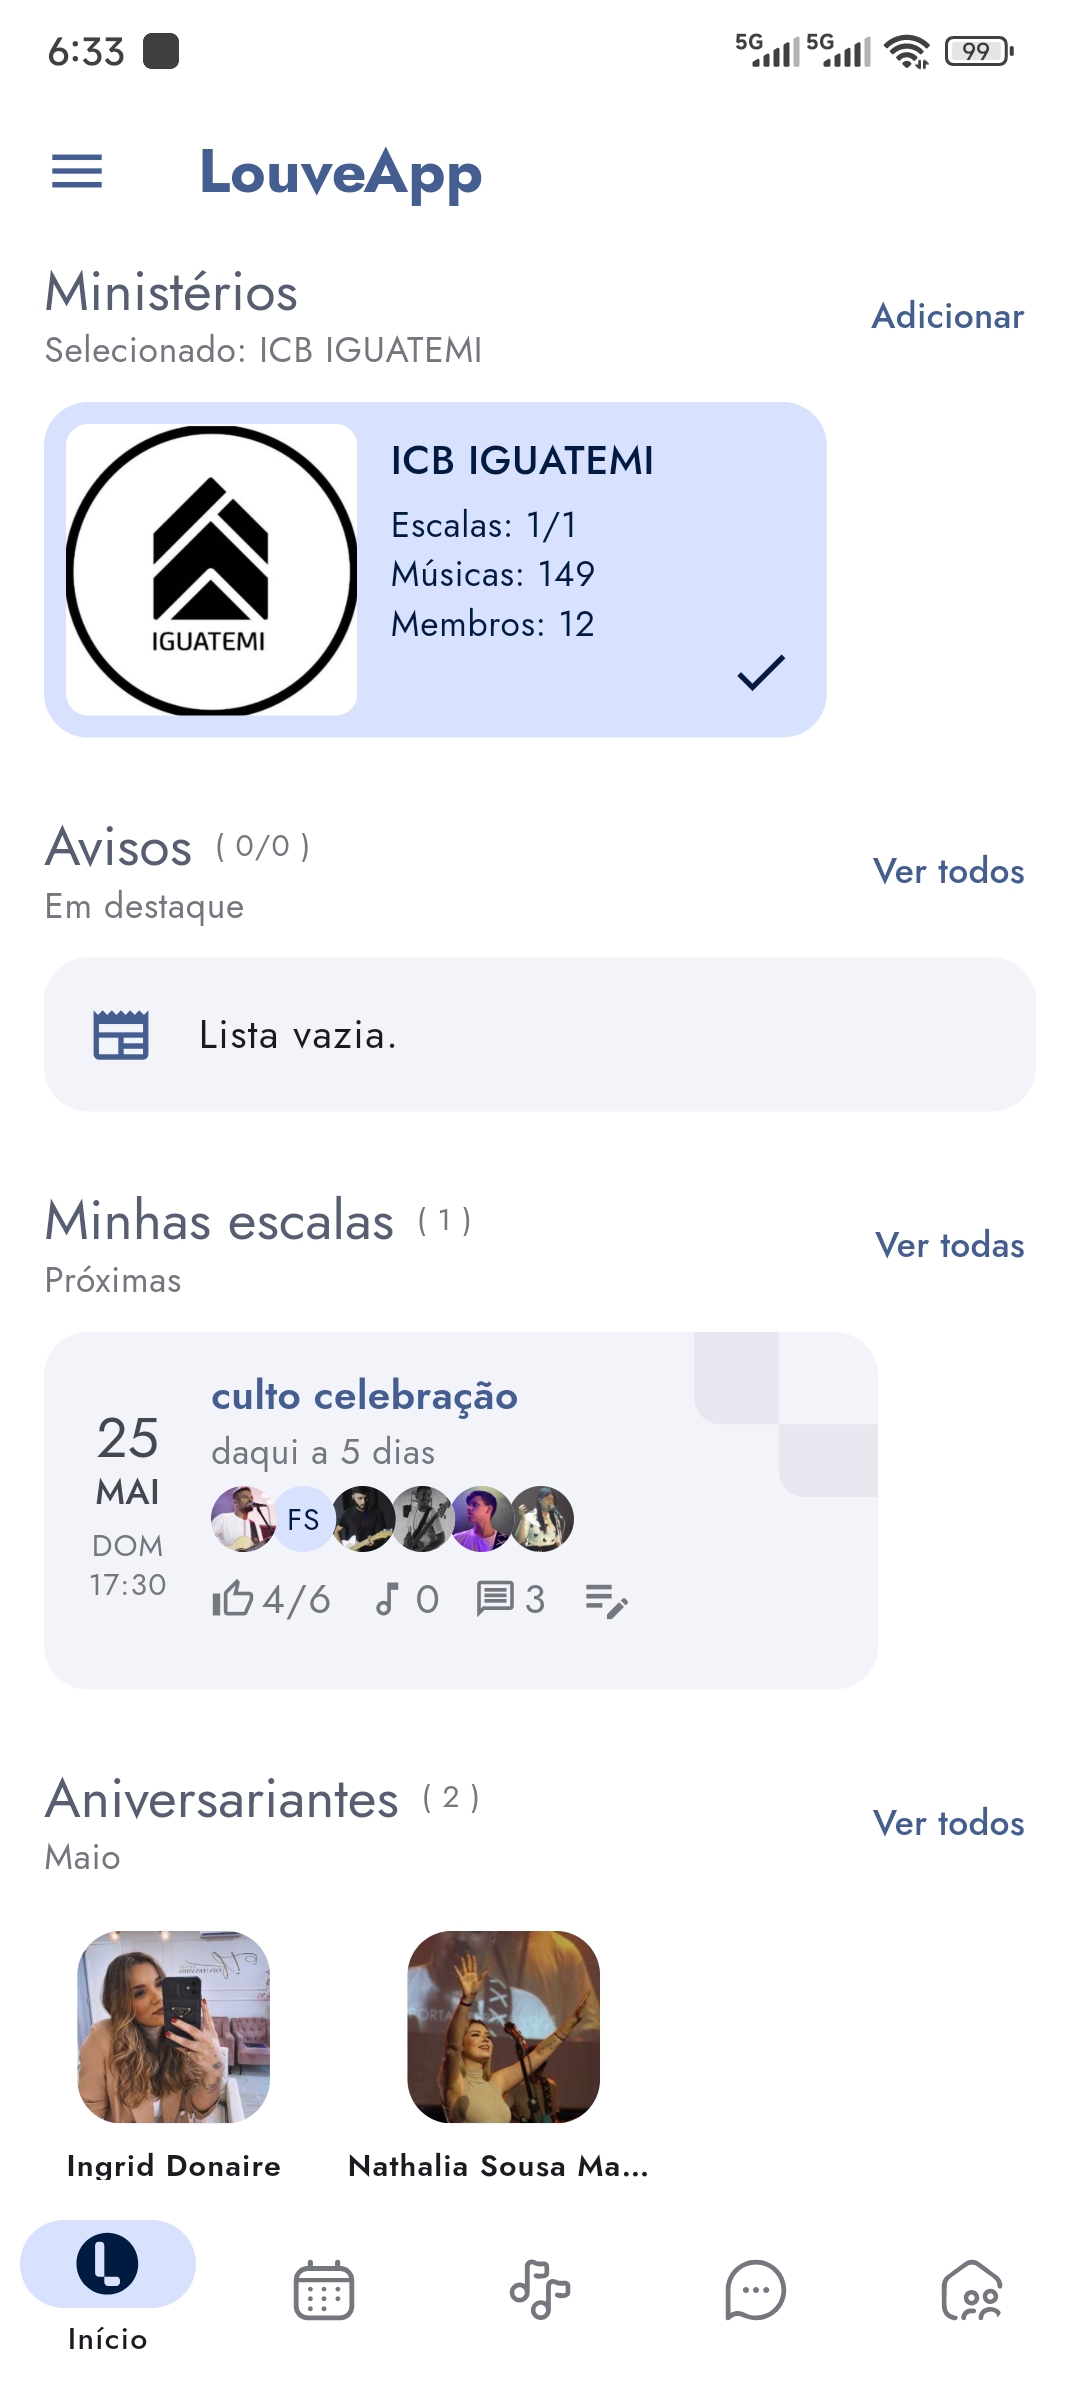 6:33
5G 5G 99
LouveApp
Ministérios
Adicionar
Selecionado: ICB IGUATEMI
ICB IGUATEMI
Escalas: 1/1
Músicas: 149
Membros: 12
IGUATEMI
Avisos ( 0/0 )
Ver todos
Em destaque
Lista vazia.
Minhas escalas ( 1 )
Ver todas
Próximas
culto celebração
25
MAI
DOM
17:30
daqui a 5 dias
FS
4/6 0 3
Aniversariantes ( 2 )
Ver todos
Maio
Ingrid Donaire
Nathalia Sousa Ma...
Início